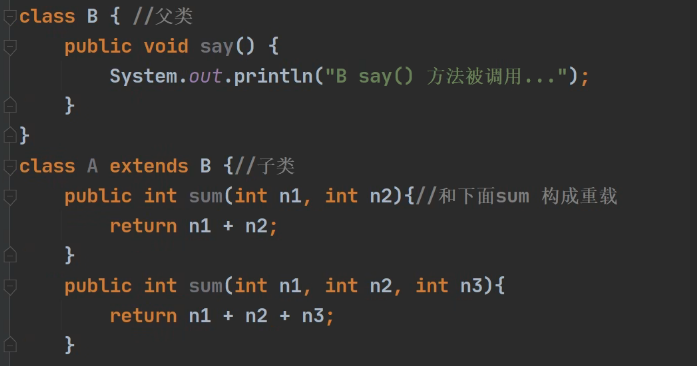 class B { //父类
    public void say() {
        System.out.println("B say() 方法被调用...");
    }
}
class A extends B {//子类
    public int sum(int n1, int n2){//和下面sum 构成重载
        return n1 + n2;
    }
    public int sum(int n1, int n2, int n3){
        return n1 + n2 + n3;
    }